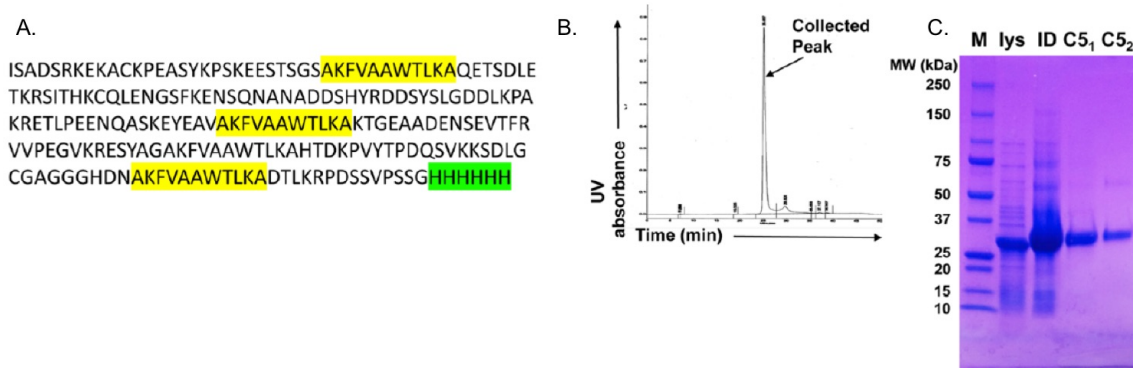 A.
ISADSRKEKACKPEASYKPSKEESTSGSAKFVAAWTLKAQETSDLE
TKRSITHKCQLENGSFKENSQNANADDSHYRDDSYSLGDDLKPA
KRETLPEENQASKEYEAVAKFVAAWTLKAKTGEAADENSEVTFR
VVPEGVKRESYAGAKFVAAWTLKAHTDKPVYTPDQSVKKSDLG
CGAGGGHDNAKFVAAWTLKADTLKRPDSSVPSSGHHHHHH
B.
Collected
Peak
UV
absorbance
Time (min)
C.
M lys ID C5₁ C5₂
MW (kDa)
250
150
75
50
37
25
20
15
10